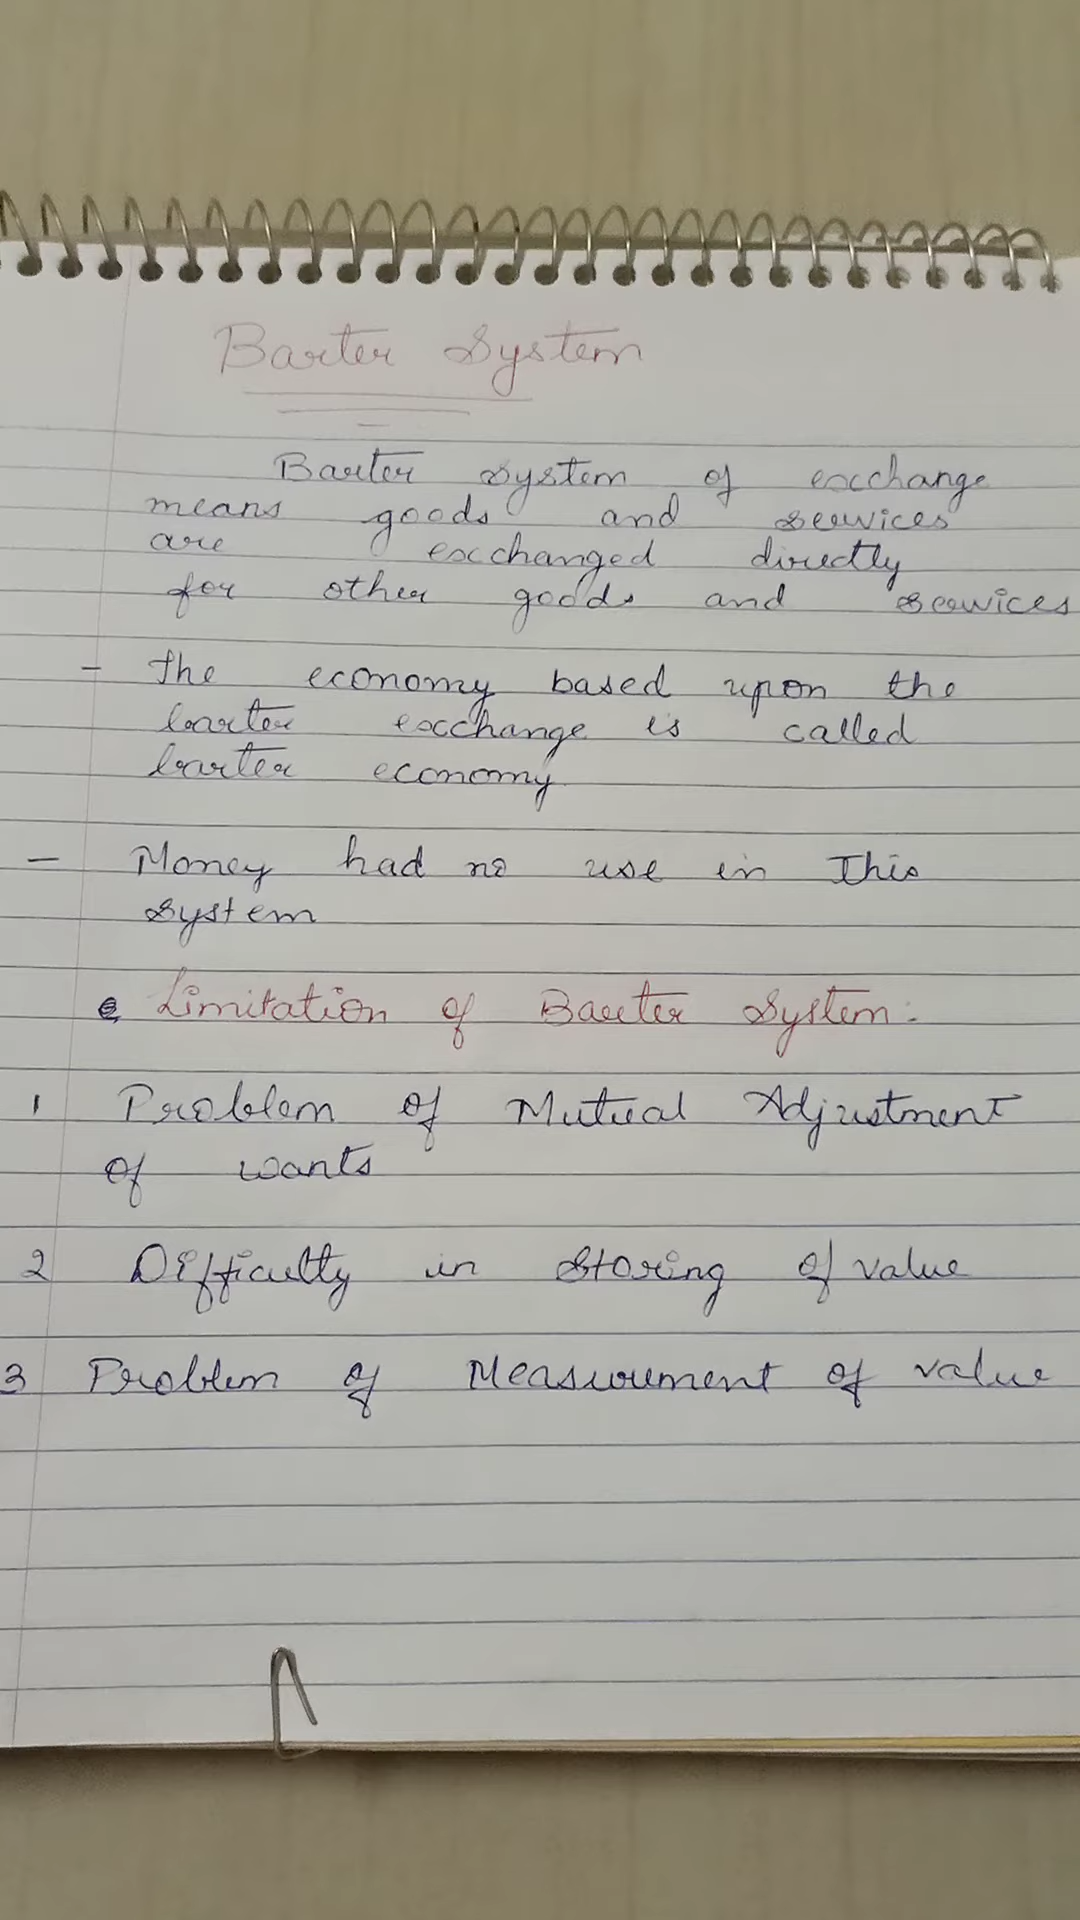 Barter System
Barter System of exchange
means goods and services
are exchanged directly
for other goods and services
- The economy based upon the
barter exchange is called
barter economy
- Money had no use in This
System
Limitation of Barter System:
1 Problem of Mutual Adjustment
of wants
2 Difficulty in Storing of value
3 Problem of Measurement of value